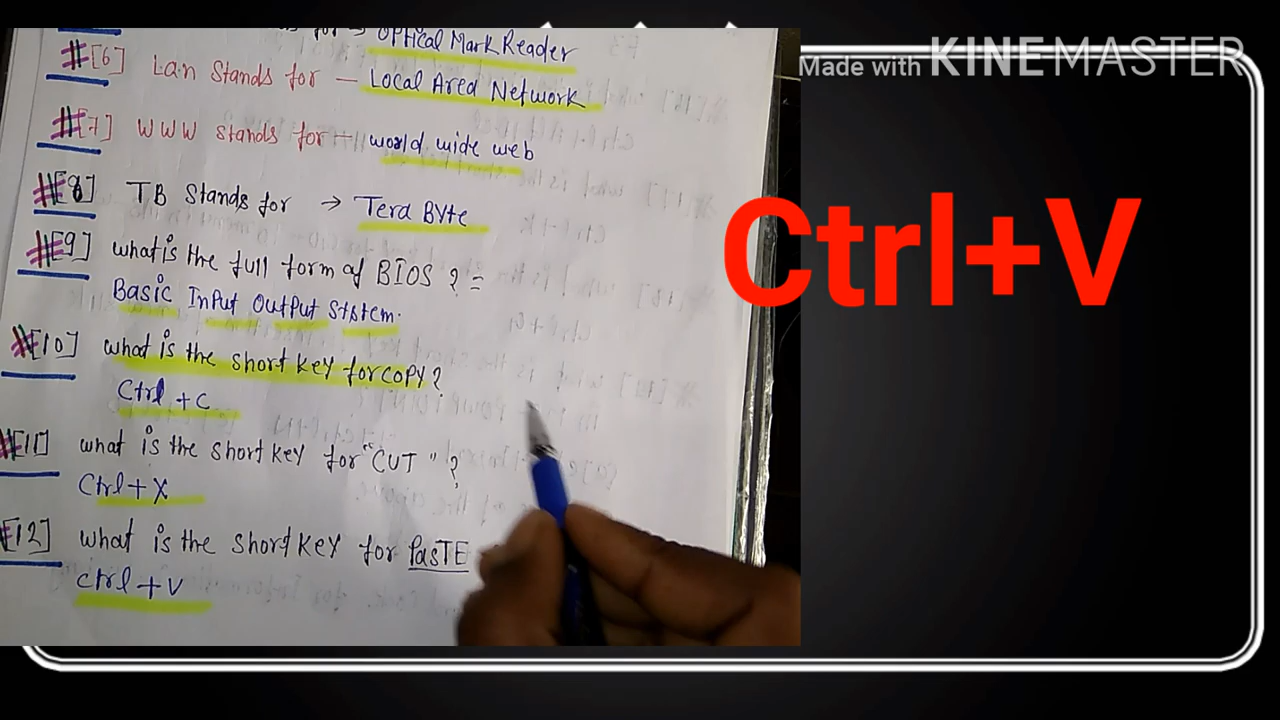 for → Optical Mark Reader
#[6] Lan Stands for — Local Area Network
#[7] WWW stands for — world wide web
#[8] TB Stands for → Tera Byte
#[9] what is the full form of BIOS ? =
Basic Input Output Ststem.
#[10] what is the short key for copy?
Ctrl + C
#[11] what is the short key for "CUT" ?
Ctrl + X
[12] what is the short key for PasTE
Ctrl + V
Made with KINEMASTER
Ctrl+V